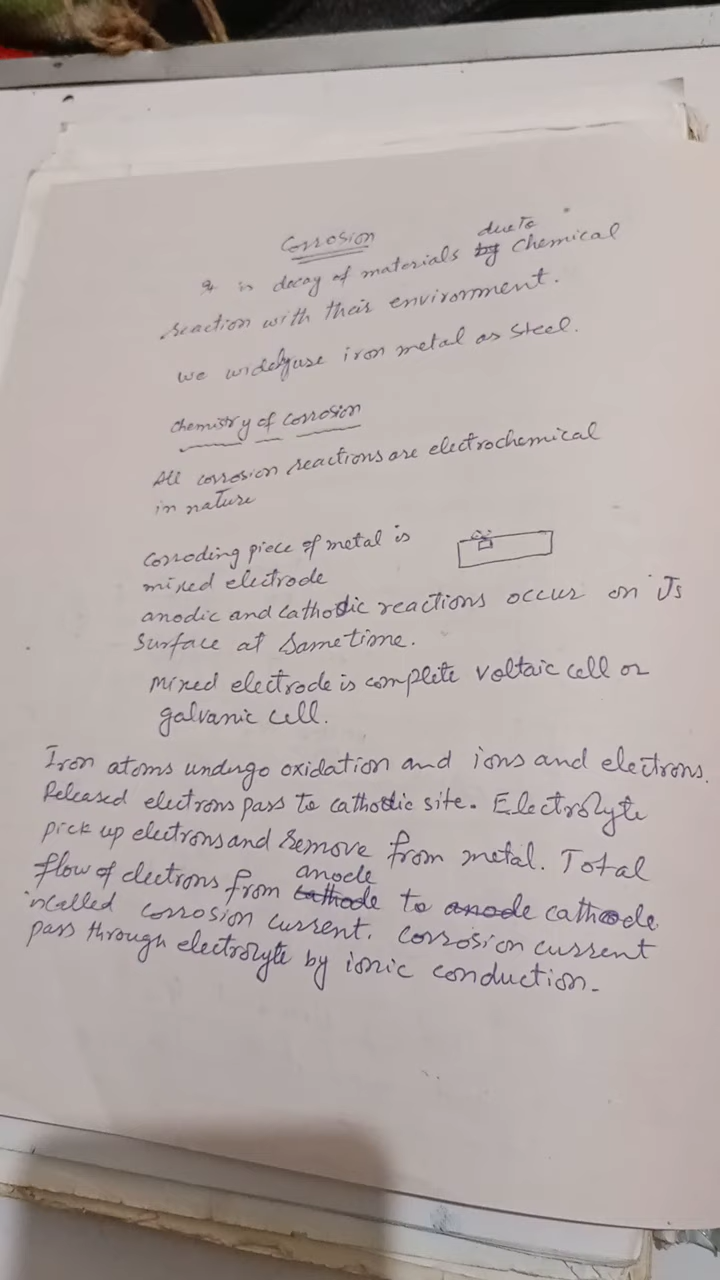 Corrosion
It is decay of materials by due to Chemical
reaction with their environment.
we widely use iron metal as Steel.
Chemistry of Corrosion
All corrosion reactions are electrochemical
in nature
Corroding piece of metal is
mixed electrode
anodic and cathodic reactions occur on its
Surface at Same time.
Mixed electrode is complete voltaic cell or
galvanic cell.
Iron atoms undergo oxidation and ions and electrons.
Released electrons pass to cathodic site. Electrolyte
pick up electrons and remove from metal. Total
flow of electrons from cathode anode to anode cathode
is called corrosion current. Corrosion current
pass through electrolyte by ionic conduction.